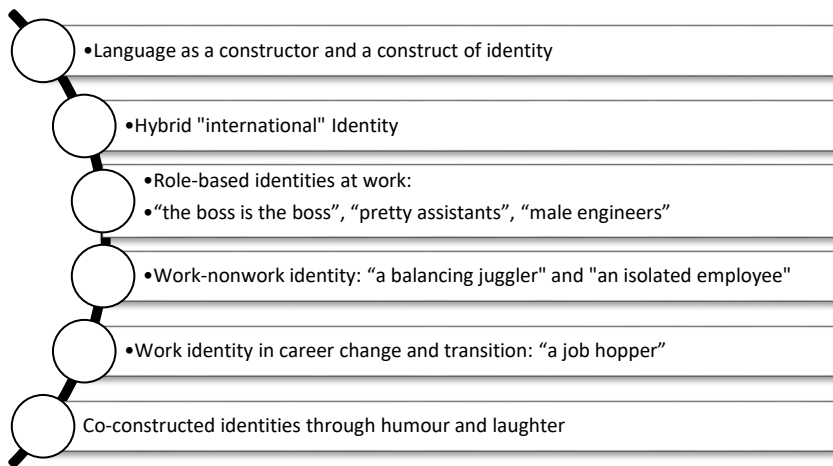 •Language as a constructor and a construct of identity
•Hybrid "international" Identity
•Role-based identities at work:
•“the boss is the boss”, “pretty assistants”, “male engineers”
•Work-nonwork identity: “a balancing juggler" and "an isolated employee"
•Work identity in career change and transition: “a job hopper”
Co-constructed identities through humour and laughter